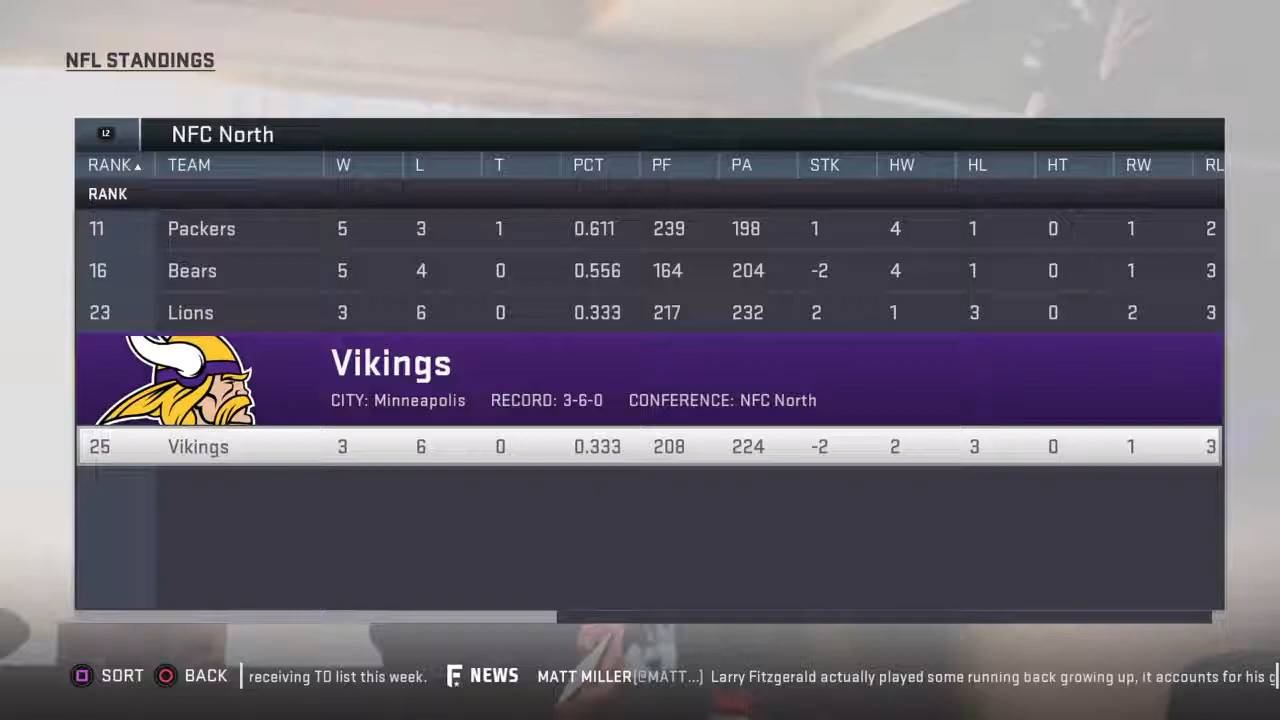 NFL STANDINGS
L2 NFC North
RANK TEAM W L T PCT PF PA STK HW HL HT RW RL
RANK
11 Packers 5 3 1 0.611 239 198 1 4 1 0 1 2
16 Bears 5 4 0 0.556 164 204 -2 4 1 0 1 3
23 Lions 3 6 0 0.333 217 232 2 1 3 0 2 3
Vikings
CITY: Minneapolis RECORD: 3-6-0 CONFERENCE: NFC North
25 Vikings 3 6 0 0.333 208 224 -2 2 3 0 1 3
SORT BACK receiving TD list this week. NEWS MATT MILLER(@MATT...) Larry Fitzgerald actually played some running back growing up, it accounts for his